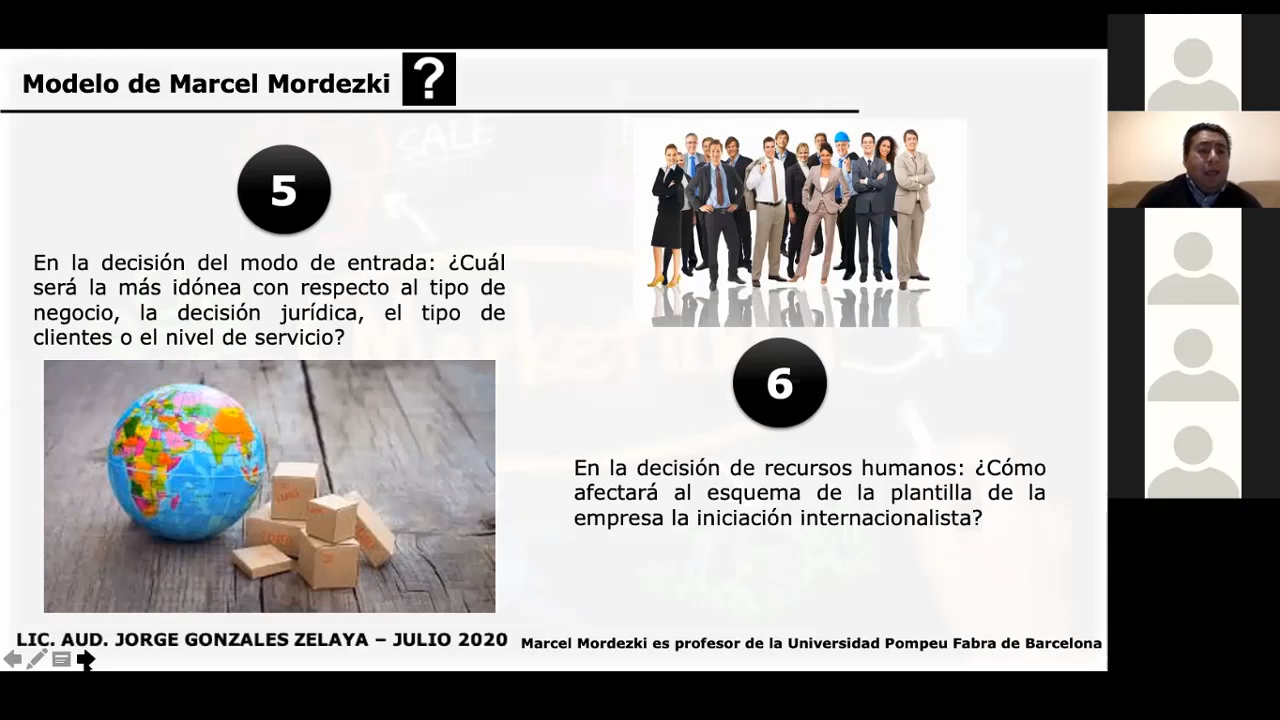 Modelo de Marcel Mordezki ?
SALE
5
En la decisión del modo de entrada: ¿Cuál
será la más idónea con respecto al tipo de
negocio, la decisión jurídica, el tipo de
clientes o el nivel de servicio?
Marketing
6
En la decisión de recursos humanos: ¿Cómo
afectará al esquema de la plantilla de la
empresa la iniciación internacionalista?
LIC. AUD. JORGE GONZALES ZELAYA – JULIO 2020
Marcel Mordezki es profesor de la Universidad Pompeu Fabra de Barcelona